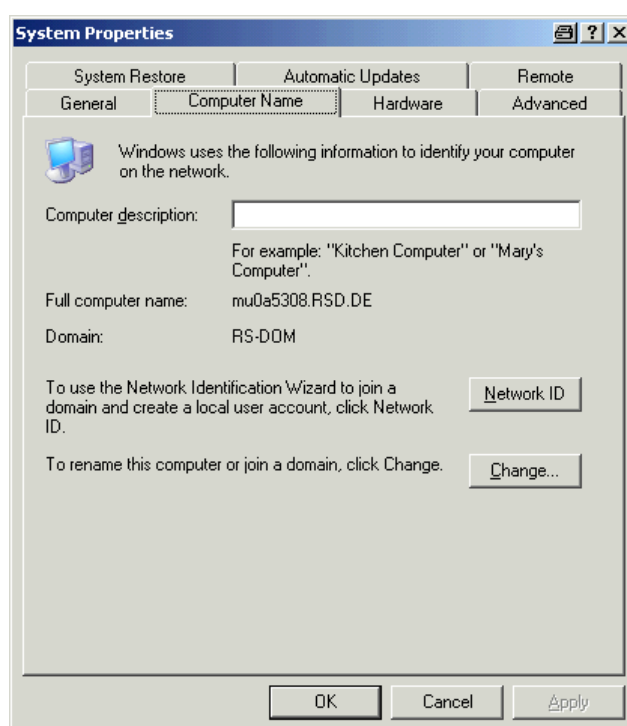 System Properties
System Restore
Automatic Updates
Remote
General
Computer Name
Hardware
Advanced
Windows uses the following information to identify your computer
on the network.
Computer description:
For example: "Kitchen Computer" or "Mary's
Computer".
Full computer name:
mu0a5308.RSD.DE
Domain:
RS-DOM
To use the Network Identification Wizard to join a
domain and create a local user account, click Network
ID.
Network ID
To rename this computer or join a domain, click Change.
Change...
OK
Cancel
Apply